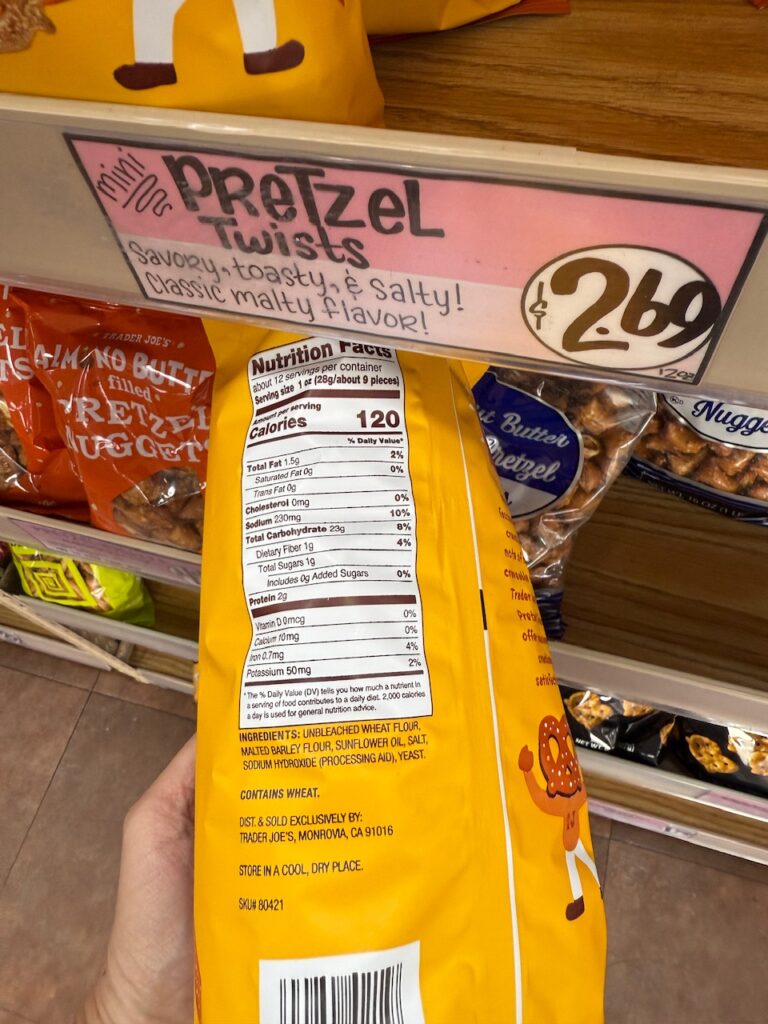 mini
PRETZEL
Twists
Savory, toasty, & Salty!
Classic malty flavor!
$2.69
12oz
TRADER JOE'S
ALMOND BUTTER
filled
PRETZEL
NUGGETS
Nutrition Facts
about 12 servings per container
Serving size 1 oz (28g/about 9 pieces)
Amount per serving
Calories 120
% Daily Value*
Total Fat 1.5g 2%
Saturated Fat 0g 0%
Trans Fat 0g
Cholesterol 0mg 0%
Sodium 230mg 10%
Total Carbohydrate 23g 8%
Dietary Fiber 1g 4%
Total Sugars 1g
Includes 0g Added Sugars 0%
Protein 2g
Vitamin D 0mcg 0%
Calcium 10mg 0%
Iron 0.7mg 4%
Potassium 50mg 2%
*The % Daily Value (DV) tells you how much a nutrient in
a serving of food contributes to a daily diet. 2,000 calories
a day is used for general nutrition advice.
INGREDIENTS: UNBLEACHED WHEAT FLOUR,
MALTED BARLEY FLOUR, SUNFLOWER OIL, SALT,
SODIUM HYDROXIDE (PROCESSING AID), YEAST.
CONTAINS WHEAT.
DIST. & SOLD EXCLUSIVELY BY:
TRADER JOE'S, MONROVIA, CA 91016
STORE IN A COOL, DRY PLACE.
SKU# 80421
Butter
Pretzel
Nugge
Trader